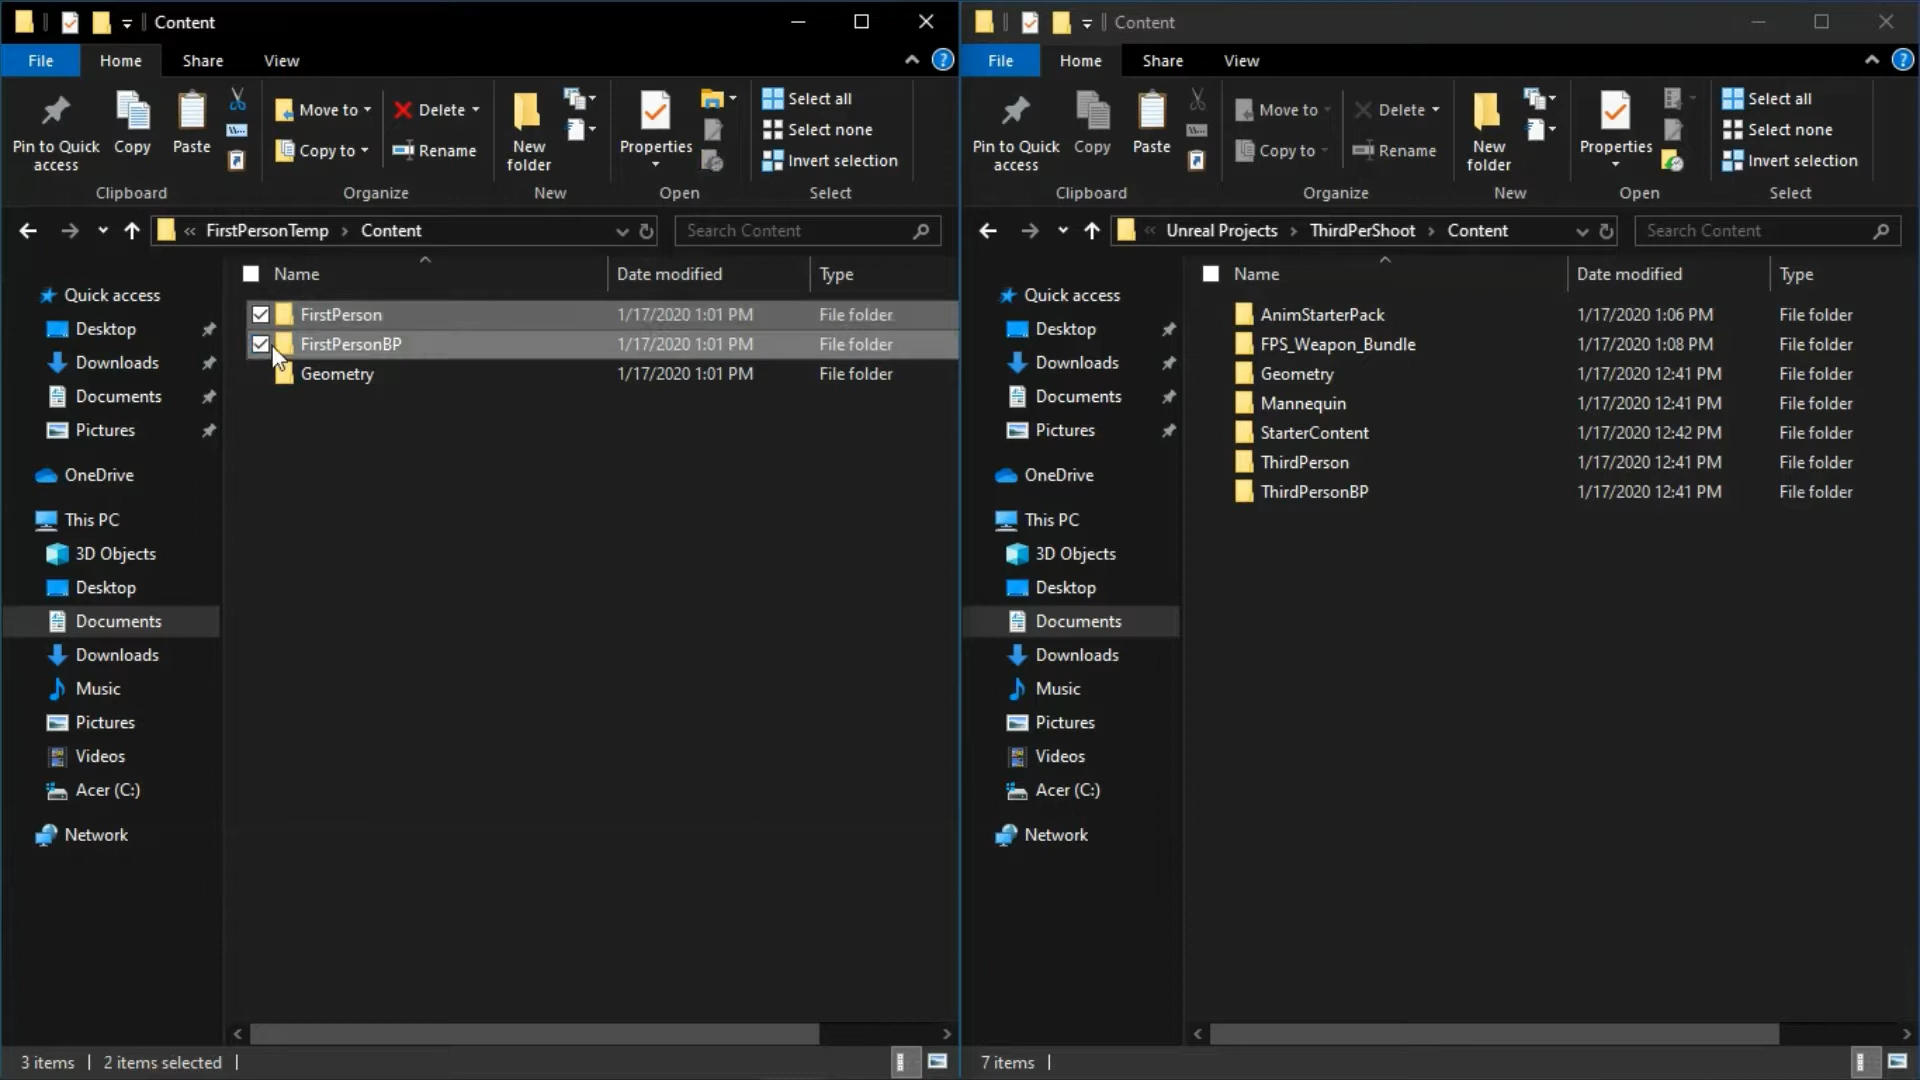 Content
File
Home
Share
View
Pin to Quick access
Copy
Paste
Clipboard
Move to
Copy to
Delete
Rename
Organize
New folder
New
Properties
Open
Select all
Select none
Invert selection
Select
« FirstPersonTemp > Content
Search Content
Quick access
Desktop
Downloads
Documents
Pictures
OneDrive
This PC
3D Objects
Desktop
Documents
Downloads
Music
Pictures
Videos
Acer (C:)
Network
Name Date modified Type
FirstPerson 1/17/2020 1:01 PM File folder
FirstPersonBP 1/17/2020 1:01 PM File folder
Geometry 1/17/2020 1:01 PM File folder
3 items | 2 items selected |
Content
File
Home
Share
View
Pin to Quick access
Copy
Paste
Clipboard
Move to
Copy to
Delete
Rename
Organize
New folder
New
Properties
Open
Select all
Select none
Invert selection
Select
« Unreal Projects > ThirdPerShoot > Content
Search Content
Quick access
Desktop
Downloads
Documents
Pictures
OneDrive
This PC
3D Objects
Desktop
Documents
Downloads
Music
Pictures
Videos
Acer (C:)
Network
Name Date modified Type
AnimStarterPack 1/17/2020 1:06 PM File folder
FPS_Weapon_Bundle 1/17/2020 1:08 PM File folder
Geometry 1/17/2020 12:41 PM File folder
Mannequin 1/17/2020 12:41 PM File folder
StarterContent 1/17/2020 12:42 PM File folder
ThirdPerson 1/17/2020 12:41 PM File folder
ThirdPersonBP 1/17/2020 12:41 PM File folder
7 items |